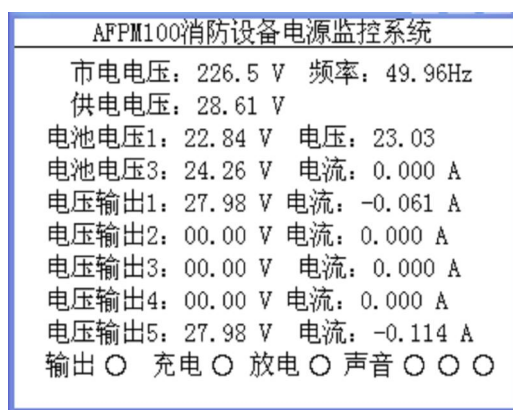 AFPM100消防设备电源监控系统
市电电压: 226.5 V 频率: 49.96Hz
供电电压: 28.61 V
电池电压1: 22.84 V 电压: 23.03
电池电压3: 24.26 V 电流: 0.000 A
电压输出1: 27.98 V 电流: -0.061 A
电压输出2: 00.00 V 电流: 0.000 A
电压输出3: 00.00 V 电流: 0.000 A
电压输出4: 00.00 V 电流: 0.000 A
电压输出5: 27.98 V 电流: -0.114 A
输出 ○ 充电 ○ 放电 ○ 声音 ○ ○ ○